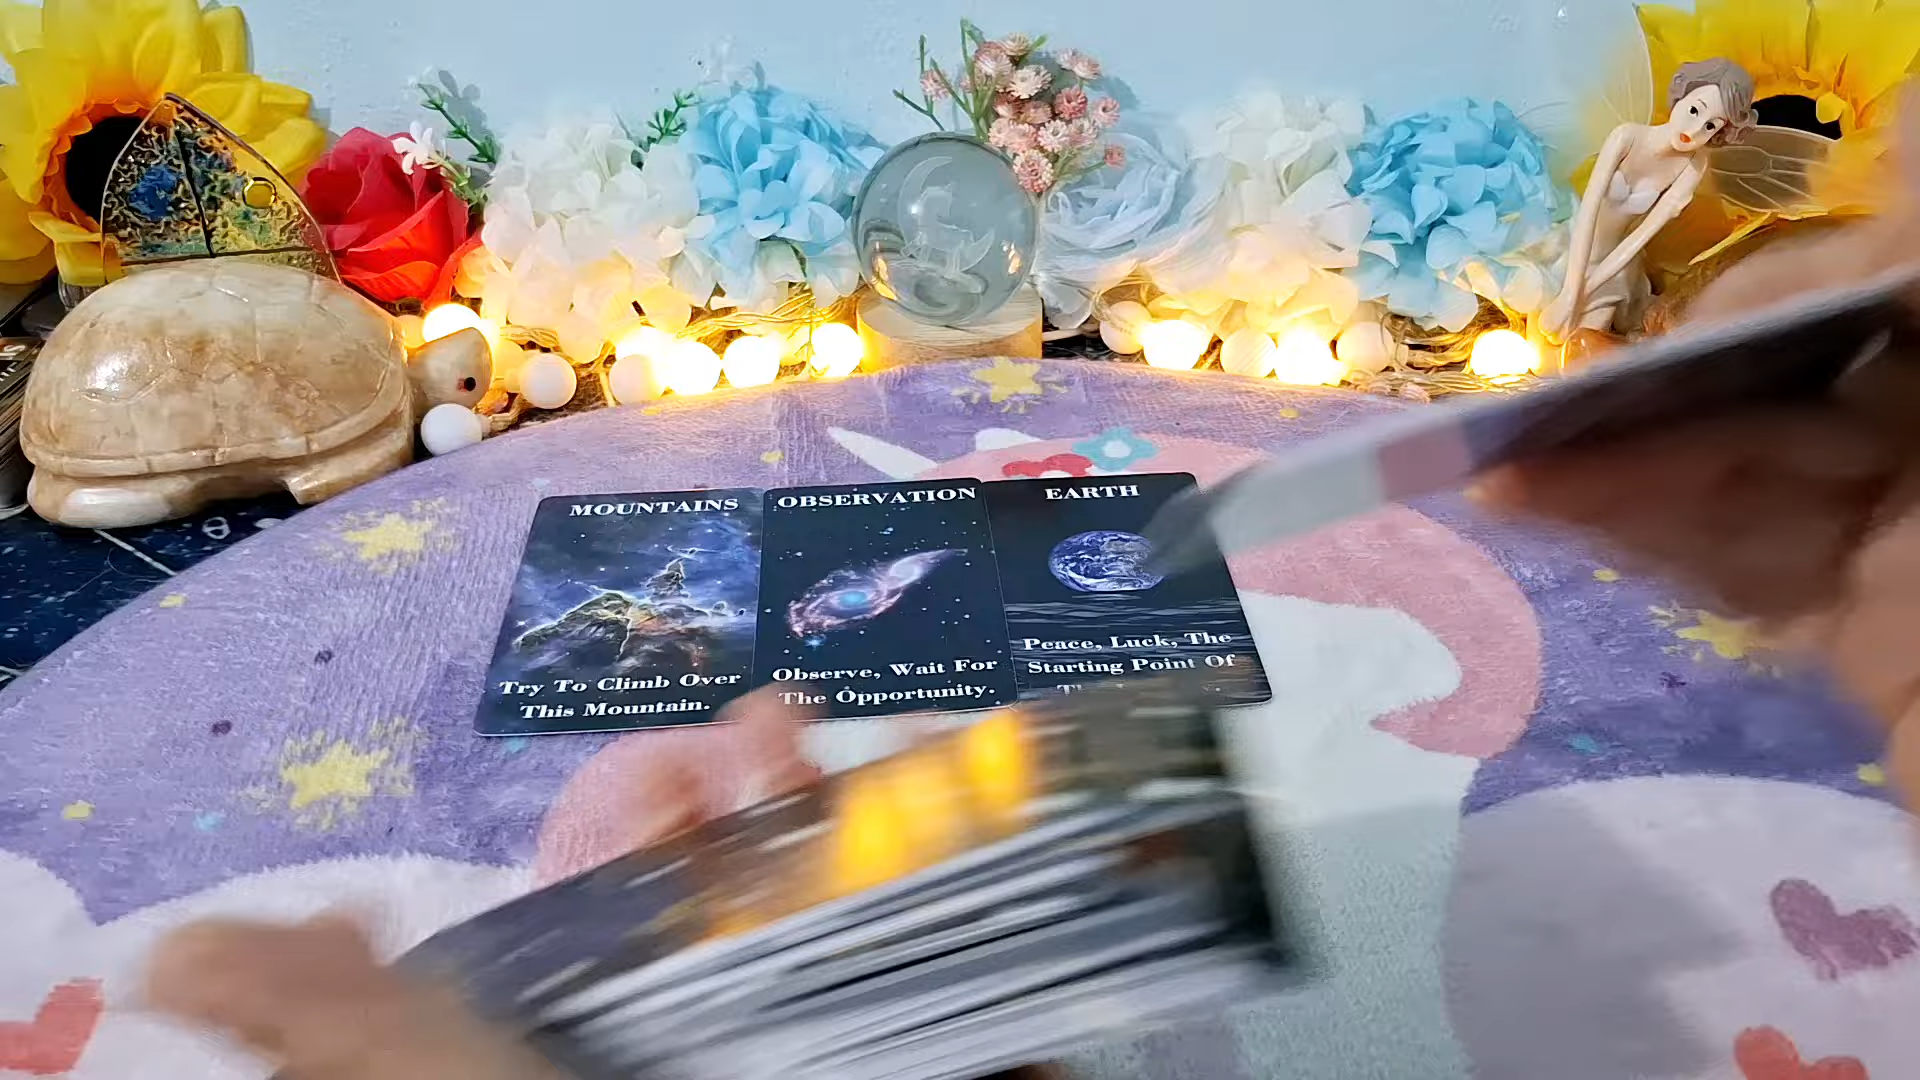 MOUNTAINS
Try To Climb Over
This Mountain.
OBSERVATION
Observe, Wait For
The Opportunity.
EARTH
Peace, Luck, The
Starting Point Of